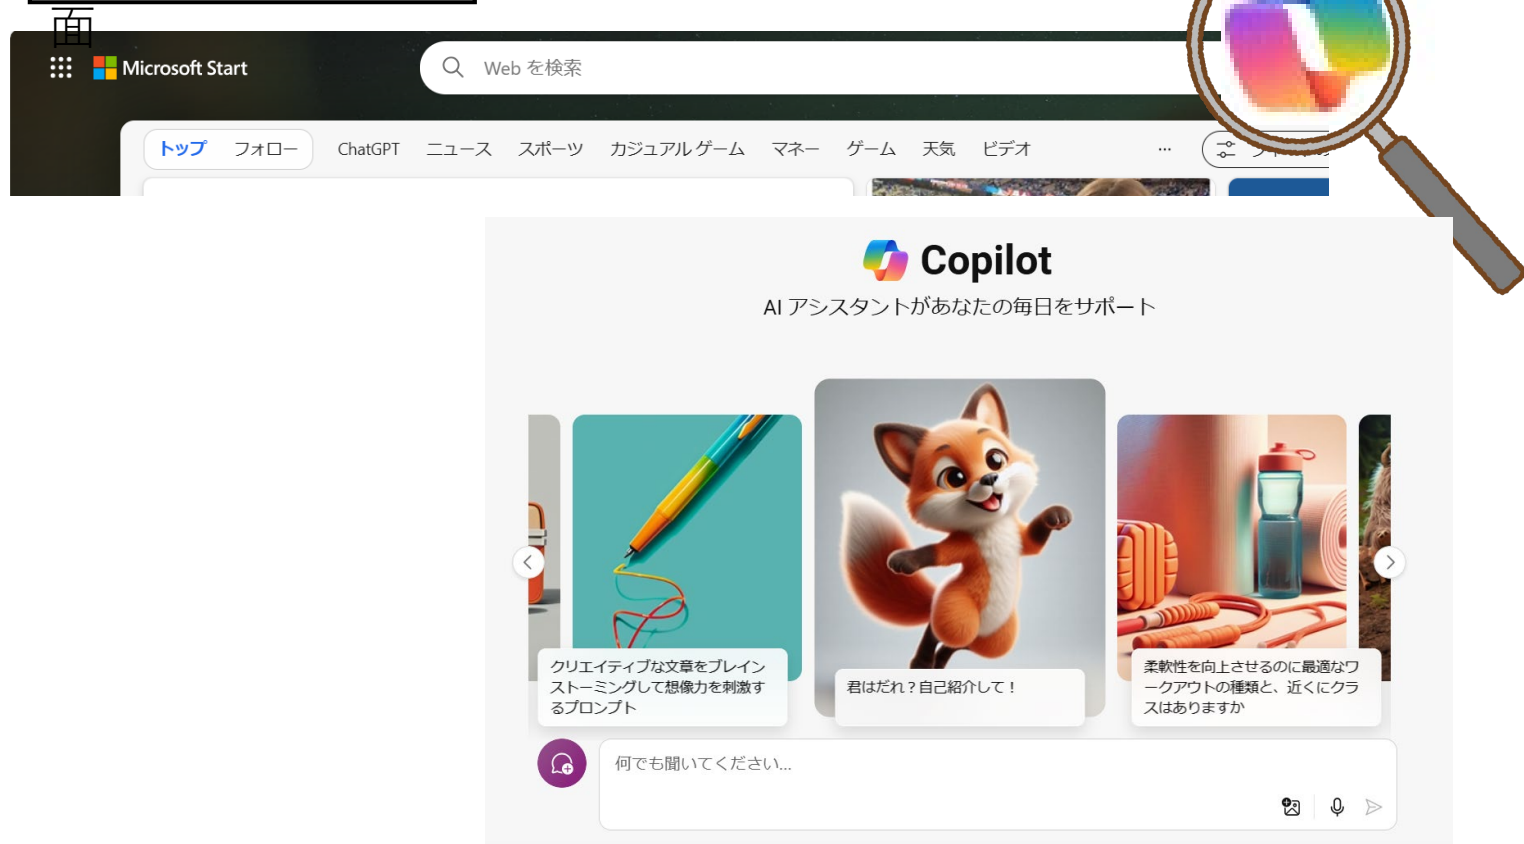 面
Microsoft Start
Web を検索
トップ フォロー ChatGPT ニュース スポーツ カジュアル ゲーム マネー ゲーム 天気 ビデオ ...
Copilot
AI アシスタントがあなたの毎日をサポート
クリエイティブな文章をブレイン
ストーミングして想像力を刺激す
るプロンプト
君はだれ？自己紹介して！
柔軟性を向上させるのに最適なワ
ークアウトの種類と、近くにクラ
スはありますか
何でも聞いてください...